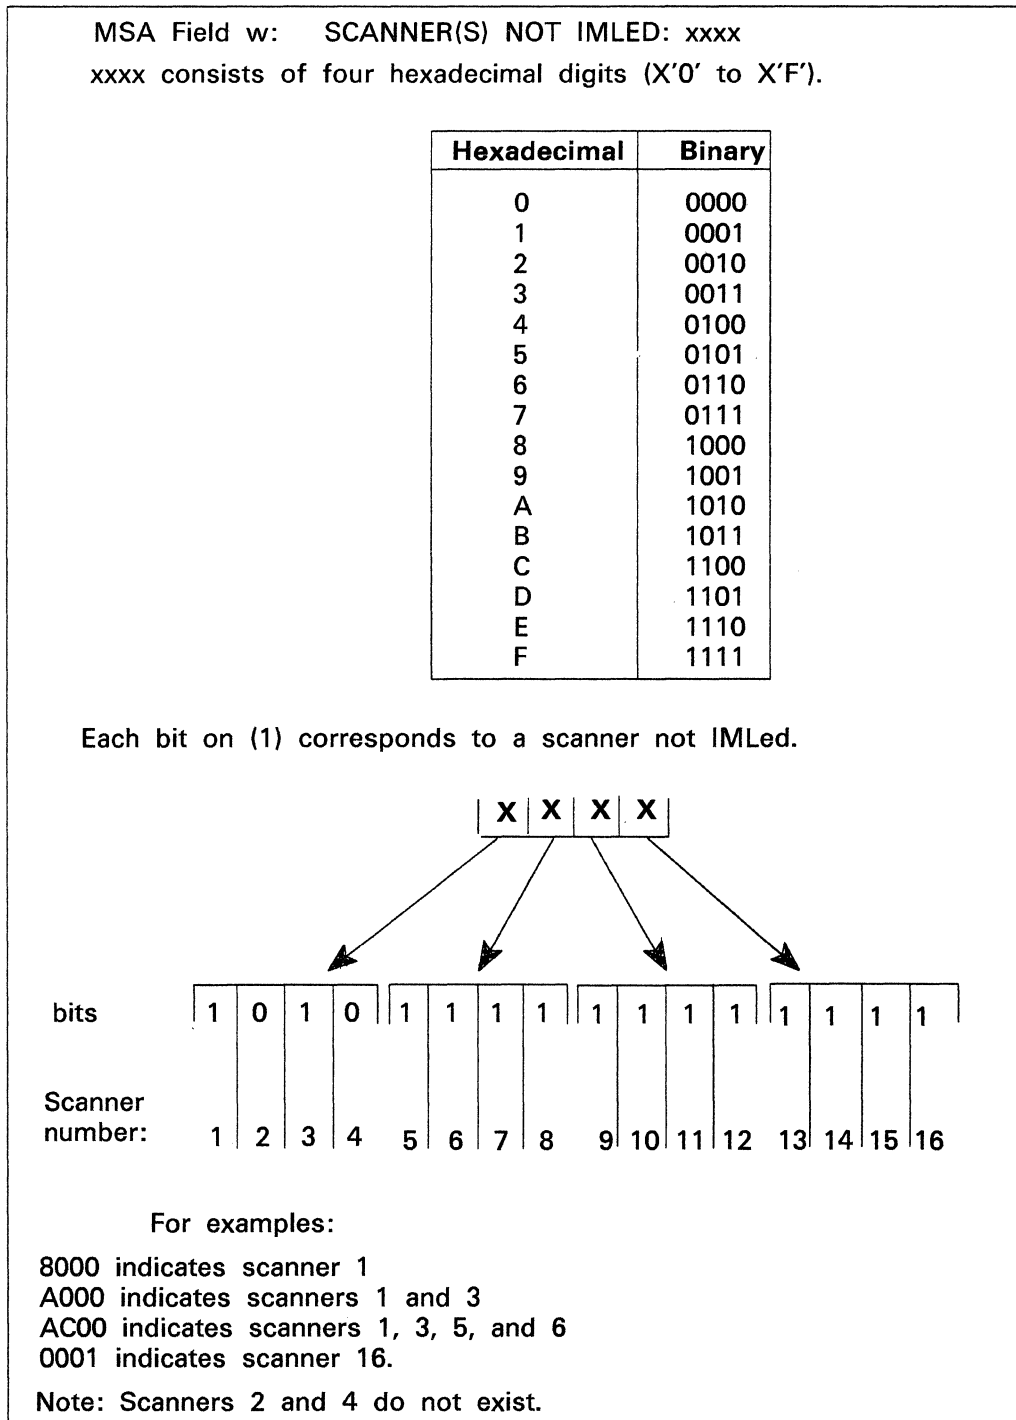 MSA Field w: SCANNER(S) NOT IMLED: xxxx
xxxx consists of four hexadecimal digits (X'0' to X'F').
Hexadecimal Binary
0 0000
1 0001
2 0010
3 0011
4 0100
5 0101
6 0110
7 0111
8 1000
9 1001
A 1010
B 1011
C 1100
D 1101
E 1110
F 1111
Each bit on (1) corresponds to a scanner not IMLed.
X X X X
bits 1 0 1 0 1 1 1 1 1 1 1 1 1 1 1 1
Scanner
number: 1 2 3 4 5 6 7 8 9 10 11 12 13 14 15 16
For examples:
8000 indicates scanner 1
A000 indicates scanners 1 and 3
AC00 indicates scanners 1, 3, 5, and 6
0001 indicates scanner 16.
Note: Scanners 2 and 4 do not exist.